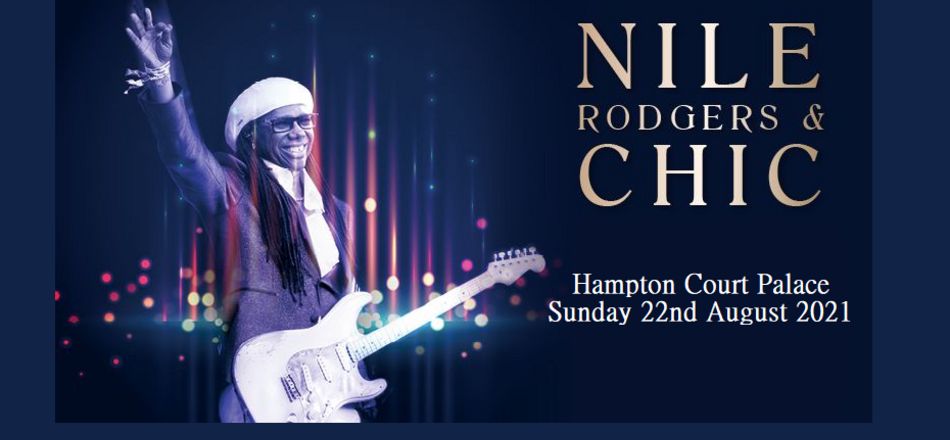 NILE
RODGERS &
CHIC
Hampton Court Palace
Sunday 22nd August 2021